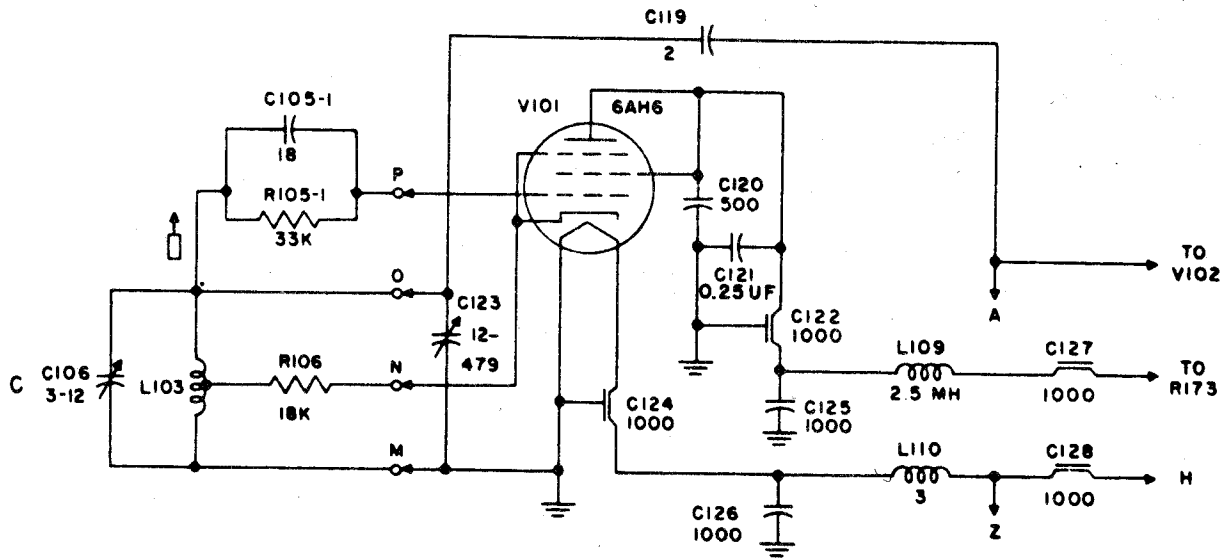 C119
2
C105-1
18
R105-1
33K
P
V101
6AH6
C120
500
C121
0.25UF
TO
V102
A
O
C123
12-
479
C122
1000
C
C106
3-12
L103
R106
18K
N
L109
2.5 MH
C127
1000
TO
R173
C124
1000
C125
1000
M
L110
3
C128
1000
H
Z
C126
1000